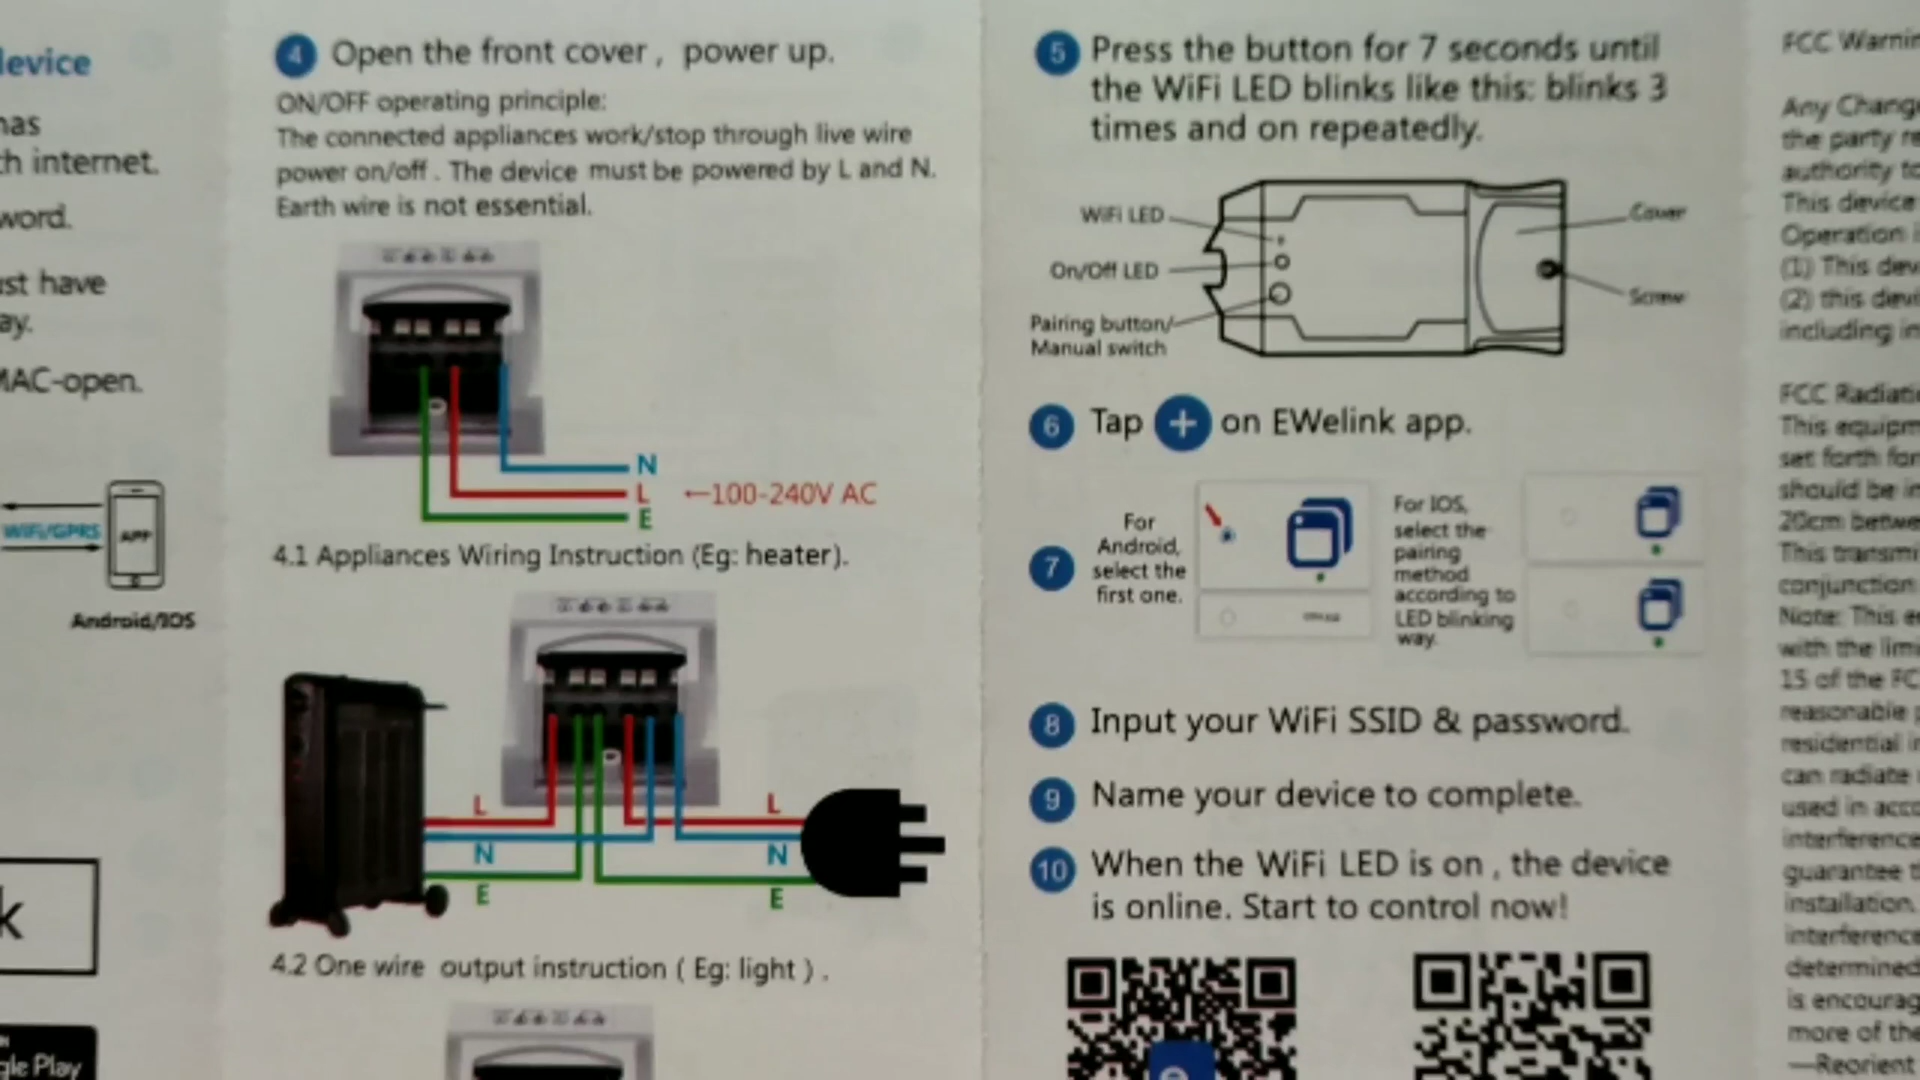 device
has
th internet.
word.
ust have
ay.
MAC-open.
WIFI/GPRS
APP
Android/IOS
k
gle Play
4 Open the front cover , power up.
ON/OFF operating principle:
The connected appliances work/stop through live wire
power on/off . The device must be powered by L and N.
Earth wire is not essential.
N
L ←100-240V AC
E
4.1 Appliances Wiring Instruction (Eg: heater).
L L
N N
E E
4.2 One wire output instruction ( Eg: light ) .
5 Press the button for 7 seconds until
the WiFi LED blinks like this: blinks 3
times and on repeatedly.
WiFi LED
On/Off LED
Pairing button/
Manual switch
Cover
Screw
6 Tap + on EWelink app.
7
For
Android,
select the
first one.
For IOS,
select the
pairing
method
according to
LED blinking
way.
8 Input your WiFi SSID & password.
9 Name your device to complete.
10 When the WiFi LED is on , the device
is online. Start to control now!
FCC Warnin
Any Change
the party re
authority to
This device
Operation i
(1) This devi
(2) this devi
including in
FCC Radiati
This equipm
set forth for
should be in
20cm betwe
This transmi
conjunction
Note: This e
with the limi
15 of the FC
reasonable p
residential i
can radiate
used in acco
interference
guarantee t
installation.
interference
determined
is encourag
more of the
—Reorient